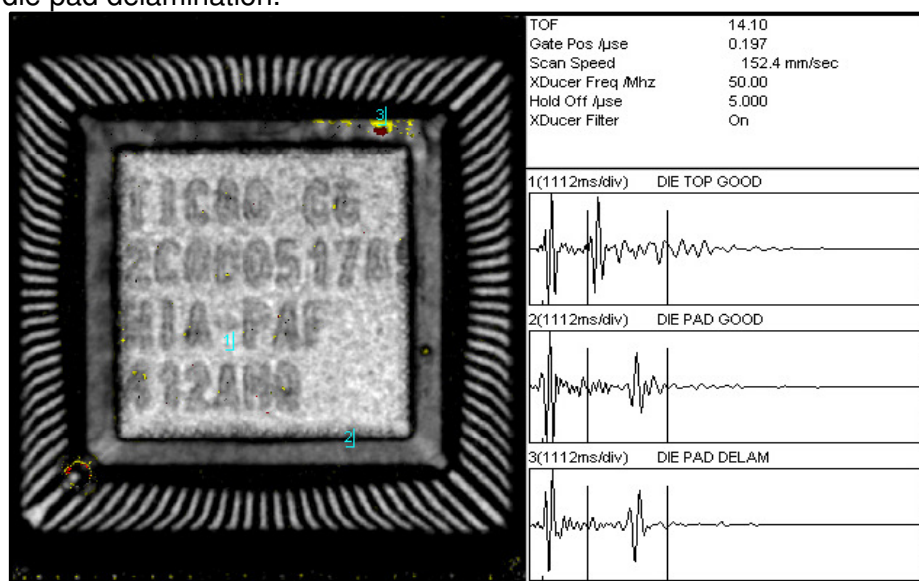 die pad delamination.
TOF 14.10
Gate Pos /µse 0.197
Scan Speed 152.4 mm/sec
XDucer Freq /Mhz 50.00
Hold Off /µse 5.000
XDucer Filter On
3
1
2
1(1112ms/div) DIE TOP GOOD
2(1112ms/div) DIE PAD GOOD
3(1112ms/div) DIE PAD DELAM